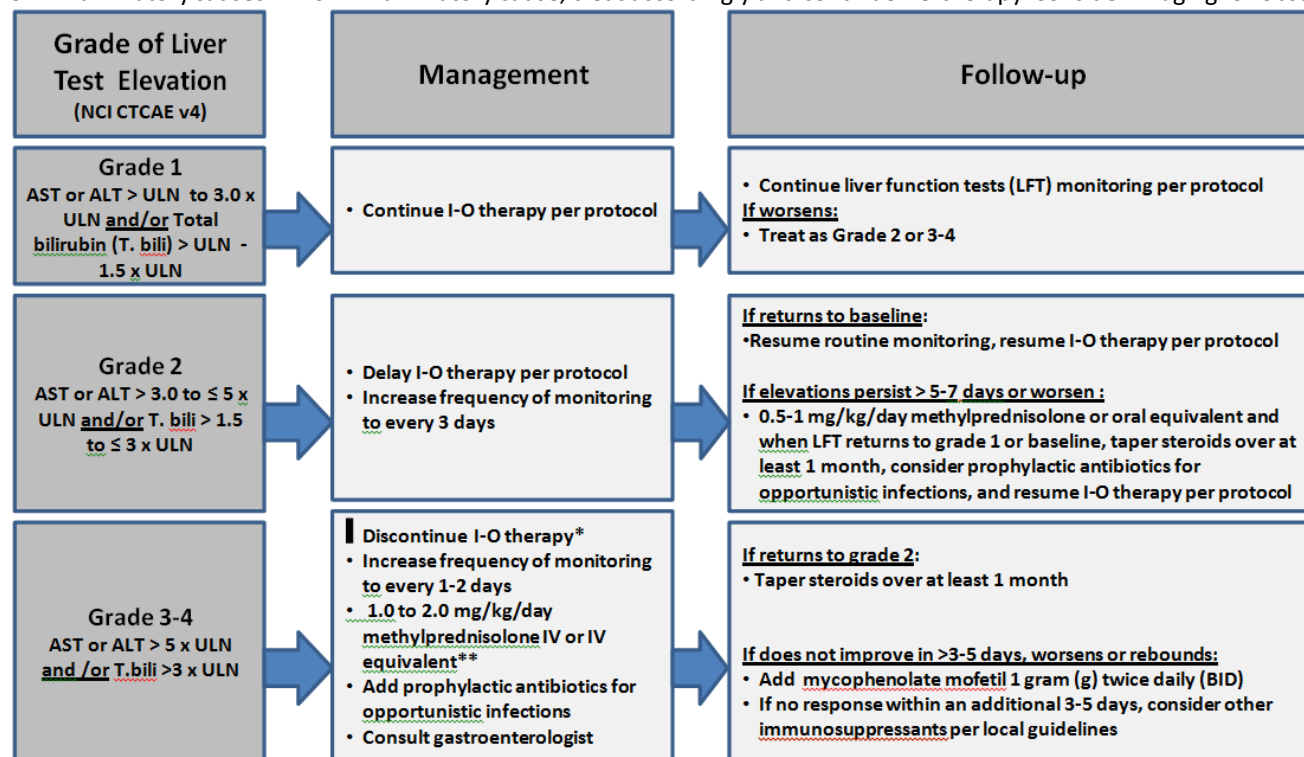 Grade of Liver
Test Elevation
(NCI CTCAE v4)
Management
Follow-up
Grade 1
AST or ALT > ULN to 3.0 x
ULN and/or Total
bilirubin (T. bili) > ULN -
1.5 x ULN
• Continue I-O therapy per protocol
• Continue liver function tests (LFT) monitoring per protocol
If worsens:
• Treat as Grade 2 or 3-4
Grade 2
AST or ALT > 3.0 to ≤ 5 x
ULN and/or T. bili > 1.5
to ≤ 3 x ULN
• Delay I-O therapy per protocol
• Increase frequency of monitoring
to every 3 days
If returns to baseline:
•Resume routine monitoring, resume I-O therapy per protocol
If elevations persist > 5-7 days or worsen :
• 0.5-1 mg/kg/day methylprednisolone or oral equivalent and
when LFT returns to grade 1 or baseline, taper steroids over at
least 1 month, consider prophylactic antibiotics for
opportunistic infections, and resume I-O therapy per protocol
Grade 3-4
AST or ALT > 5 x ULN
and /or T.bili >3 x ULN
Discontinue I-O therapy*
• Increase frequency of monitoring
to every 1-2 days
• 1.0 to 2.0 mg/kg/day
methylprednisolone IV or IV
equivalent**
• Add prophylactic antibiotics for
opportunistic infections
• Consult gastroenterologist
If returns to grade 2:
• Taper steroids over at least 1 month
If does not improve in >3-5 days, worsens or rebounds:
• Add mycophenolate mofetil 1 gram (g) twice daily (BID)
• If no response within an additional 3-5 days, consider other
immunosuppressants per local guidelines